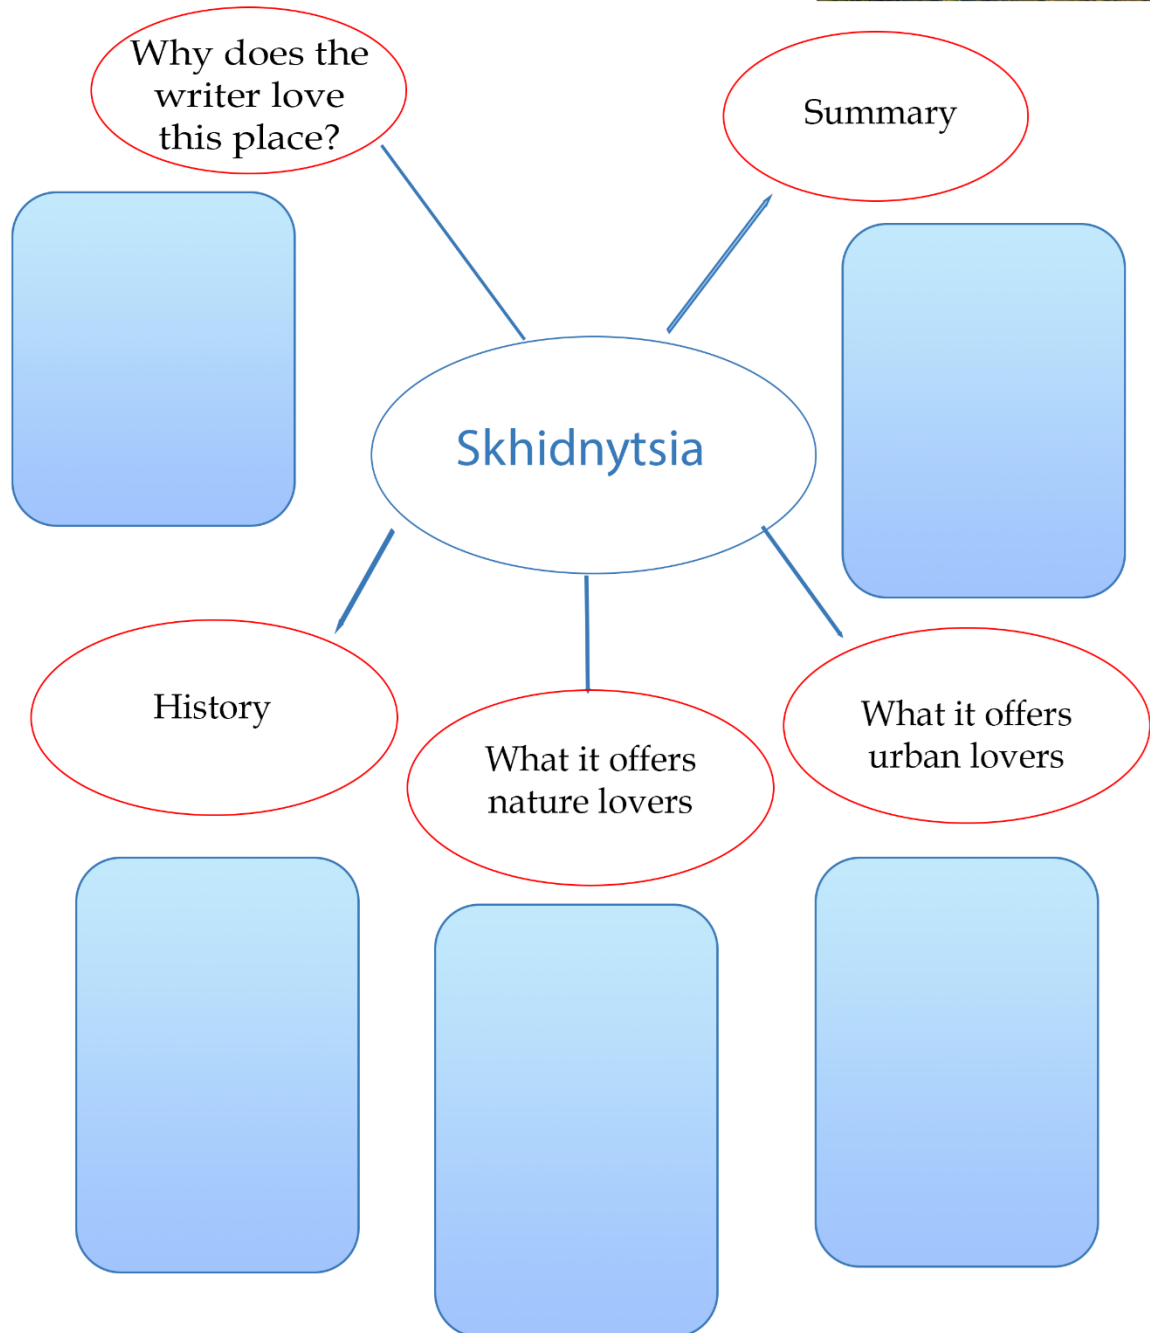 Why does the
writer love
this place?
Summary
Skhidnytsia
History
What it offers
nature lovers
What it offers
urban lovers